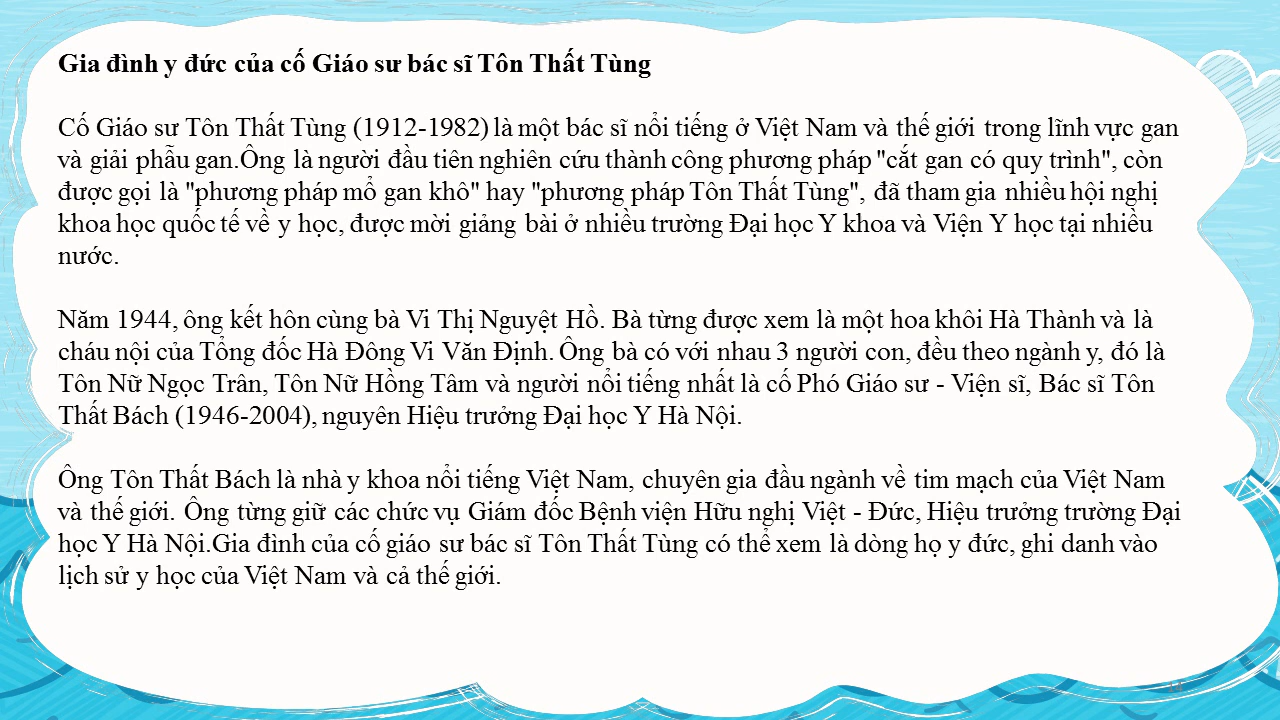 Gia đình y đức của cố Giáo sư bác sĩ Tôn Thất Tùng
Cố Giáo sư Tôn Thất Tùng (1912-1982) là một bác sĩ nổi tiếng ở Việt Nam và thế giới trong lĩnh vực gan
và giải phẫu gan.Ông là người đầu tiên nghiên cứu thành công phương pháp "cắt gan có quy trình", còn
được gọi là "phương pháp mổ gan khô" hay "phương pháp Tôn Thất Tùng", đã tham gia nhiều hội nghị
khoa học quốc tế về y học, được mời giảng bài ở nhiều trường Đại học Y khoa và Viện Y học tại nhiều
nước.
Năm 1944, ông kết hôn cùng bà Vi Thị Nguyệt Hồ. Bà từng được xem là một hoa khôi Hà Thành và là
cháu nội của Tổng đốc Hà Đông Vi Văn Định. Ông bà có với nhau 3 người con, đều theo ngành y, đó là
Tôn Nữ Ngọc Trân, Tôn Nữ Hồng Tâm và người nổi tiếng nhất là cố Phó Giáo sư - Viện sĩ, Bác sĩ Tôn
Thất Bách (1946-2004), nguyên Hiệu trưởng Đại học Y Hà Nội.
Ông Tôn Thất Bách là nhà y khoa nổi tiếng Việt Nam, chuyên gia đầu ngành về tim mạch của Việt Nam
và thế giới. Ông từng giữ các chức vụ Giám đốc Bệnh viện Hữu nghị Việt - Đức, Hiệu trưởng trường Đại
học Y Hà Nội.Gia đình của cố giáo sư bác sĩ Tôn Thất Tùng có thể xem là dòng họ y đức, ghi danh vào
lịch sử y học của Việt Nam và cả thế giới.